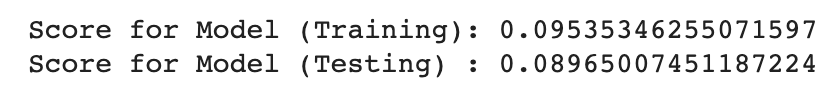 Score for Model (Training): 0.09535346255071597
Score for Model (Testing) : 0.08965007451187224